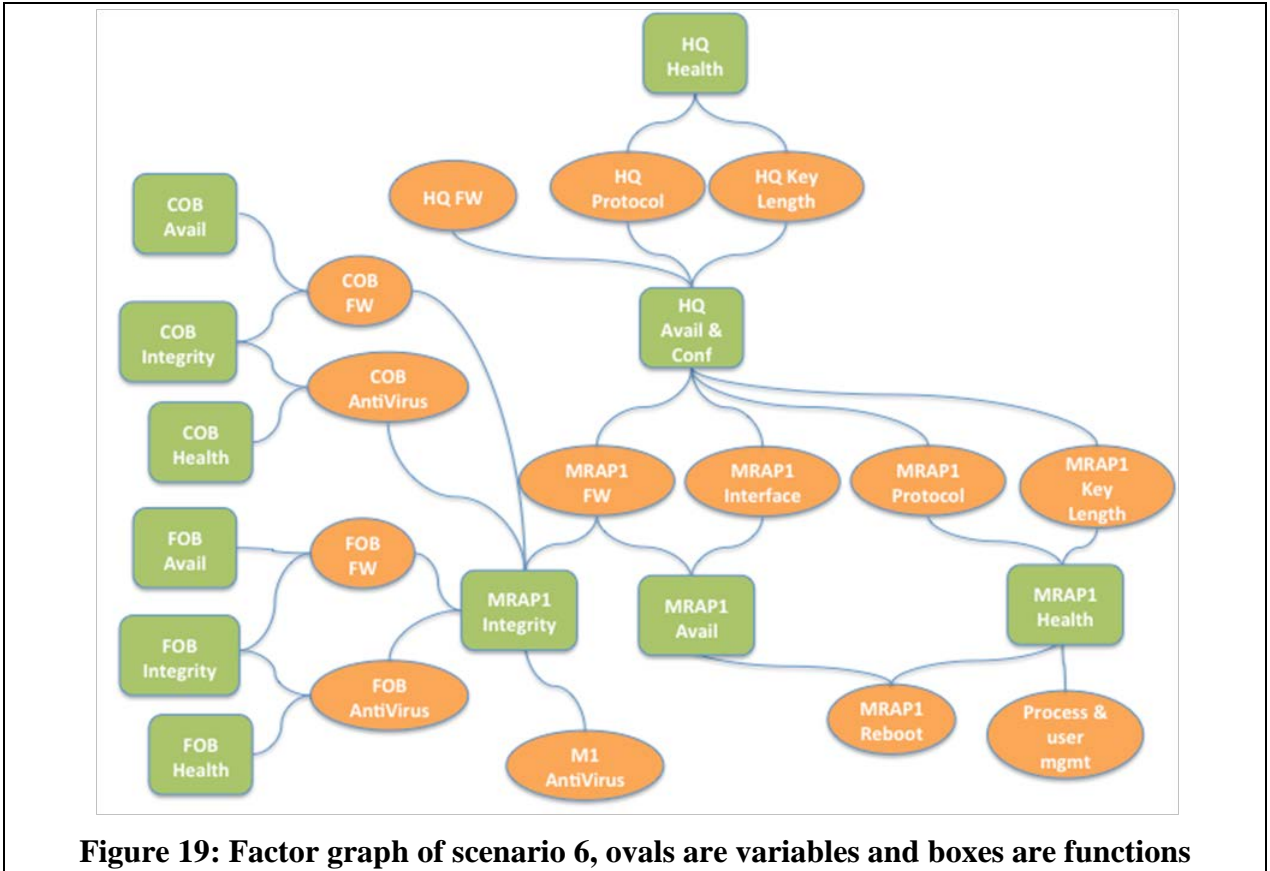 HQ
Health
HQ FW
HQ
Protocol
HQ Key
Length
COB
Avail
COB
FW
COB
Integrity
HQ
Avail &
Conf
COB
AntiVirus
COB
Health
MRAP1
FW
MRAP1
Interface
MRAP1
Protocol
MRAP1
Key
Length
FOB
Avail
FOB
FW
MRAP1
Integrity
MRAP1
Avail
MRAP1
Health
FOB
Integrity
FOB
AntiVirus
MRAP1
Reboot
Process &
user
mgmt
FOB
Health
M1
AntiVirus
Figure 19: Factor graph of scenario 6, ovals are variables and boxes are functions